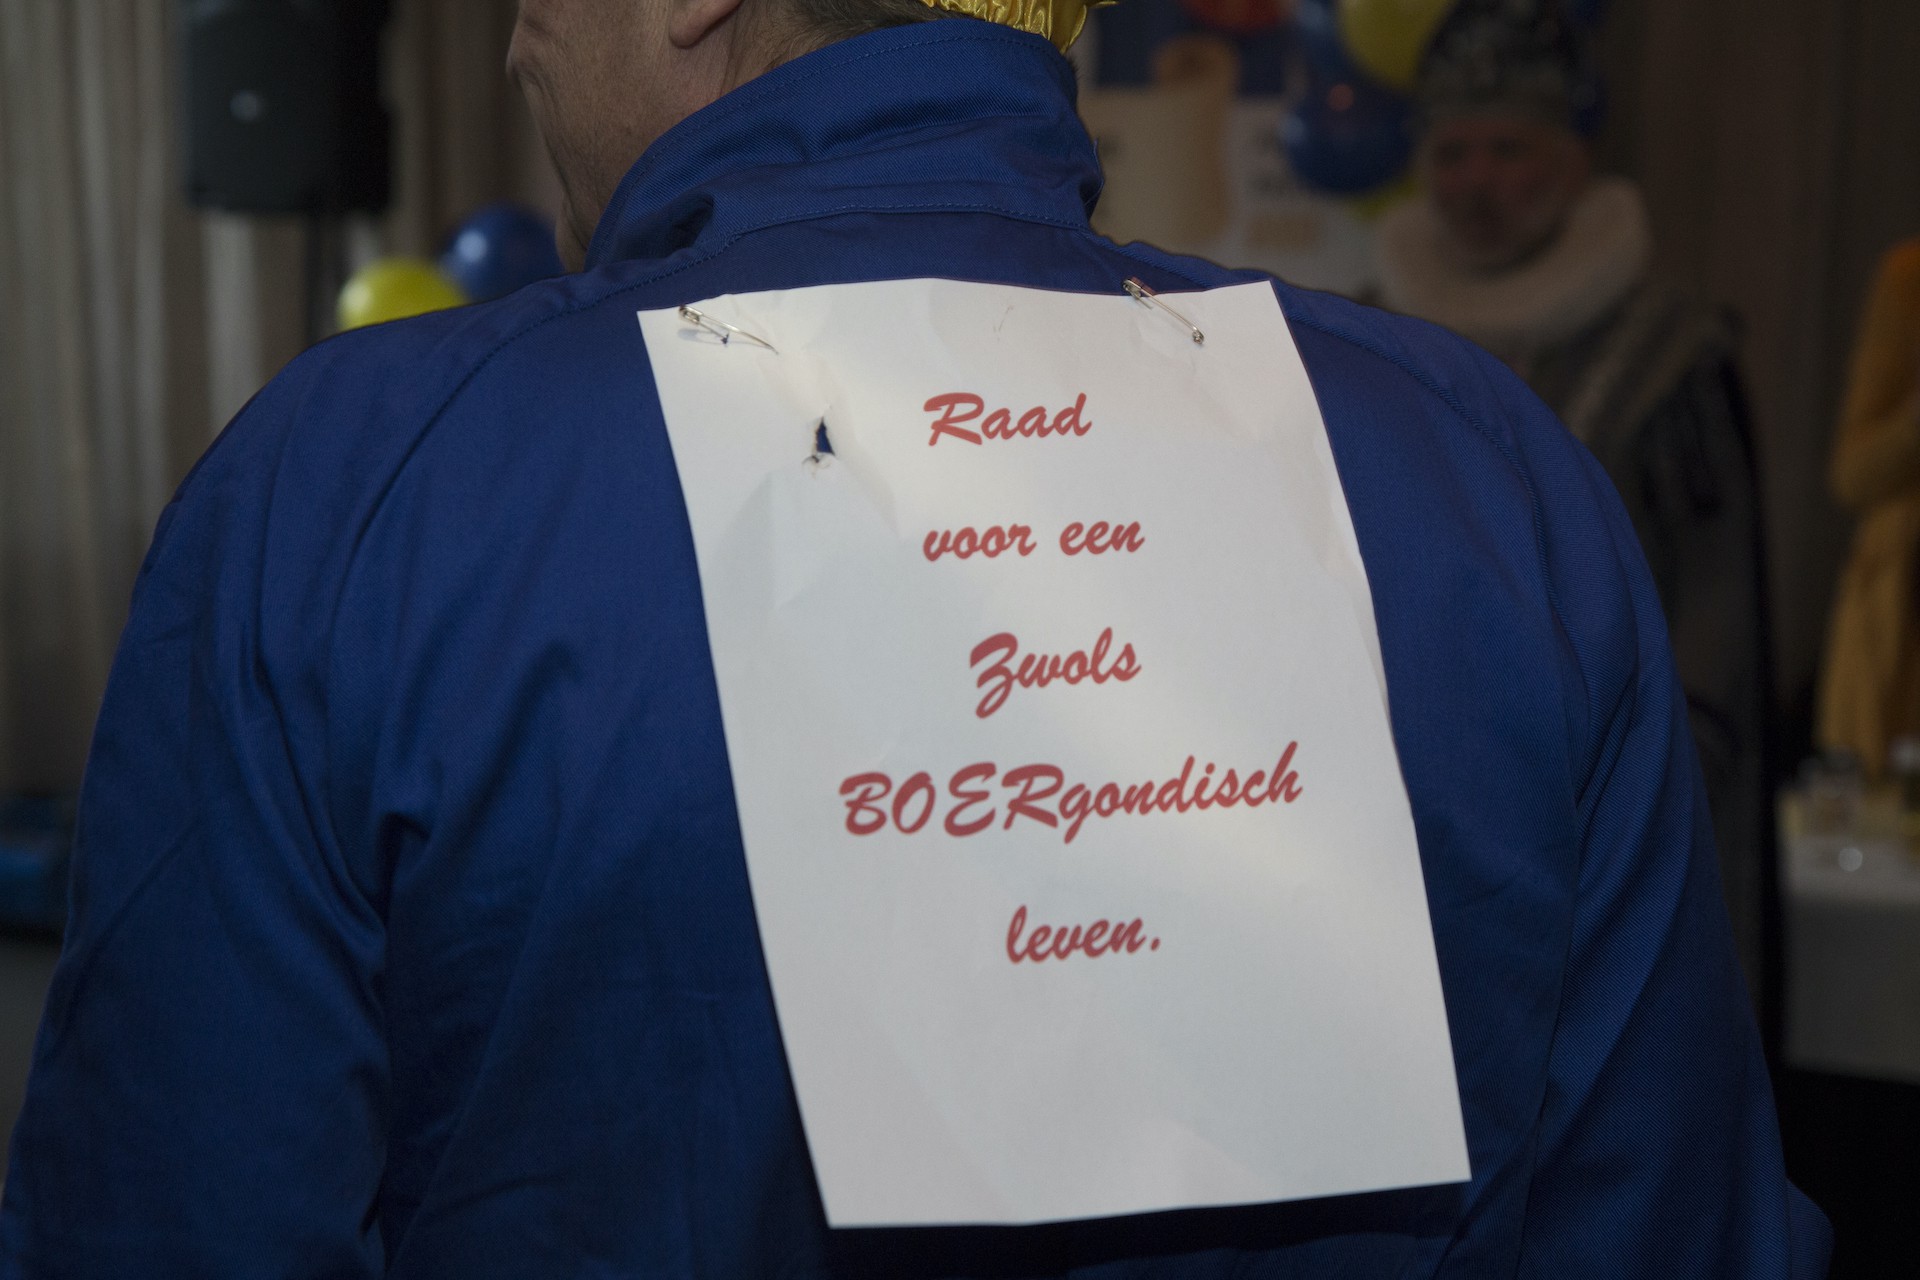 Raad
voor een
Zwols
BOERgondisch
leven.